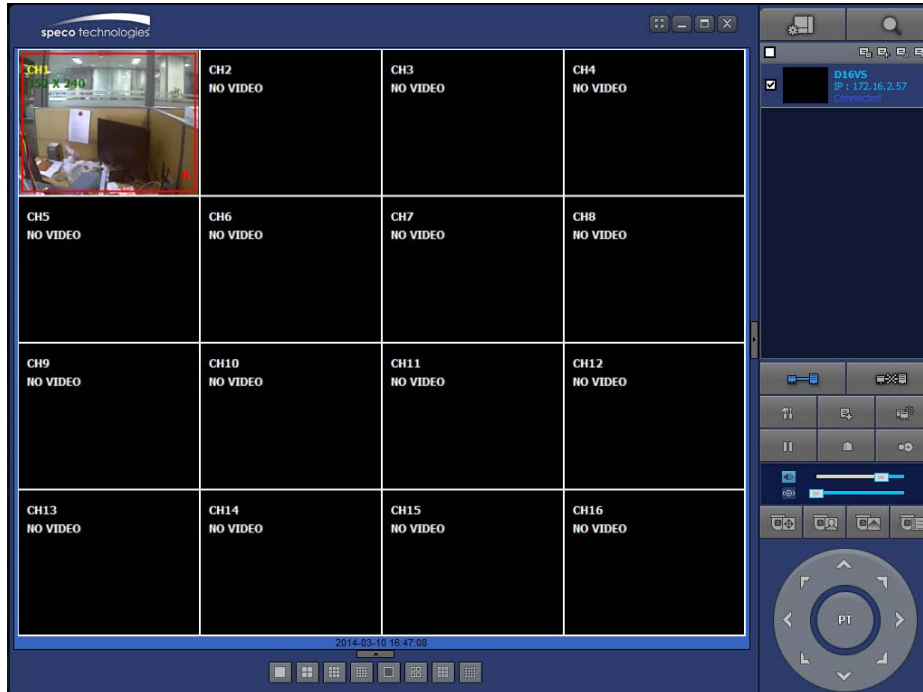 speco technologies
CH1
352 X 240
R
CH2
NO VIDEO
CH3
NO VIDEO
CH4
NO VIDEO
CH5
NO VIDEO
CH6
NO VIDEO
CH7
NO VIDEO
CH8
NO VIDEO
CH9
NO VIDEO
CH10
NO VIDEO
CH11
NO VIDEO
CH12
NO VIDEO
CH13
NO VIDEO
CH14
NO VIDEO
CH15
NO VIDEO
CH16
NO VIDEO
2014-03-10 16:47:08
D16VS
IP : 172.16.2.57
Connected
PT